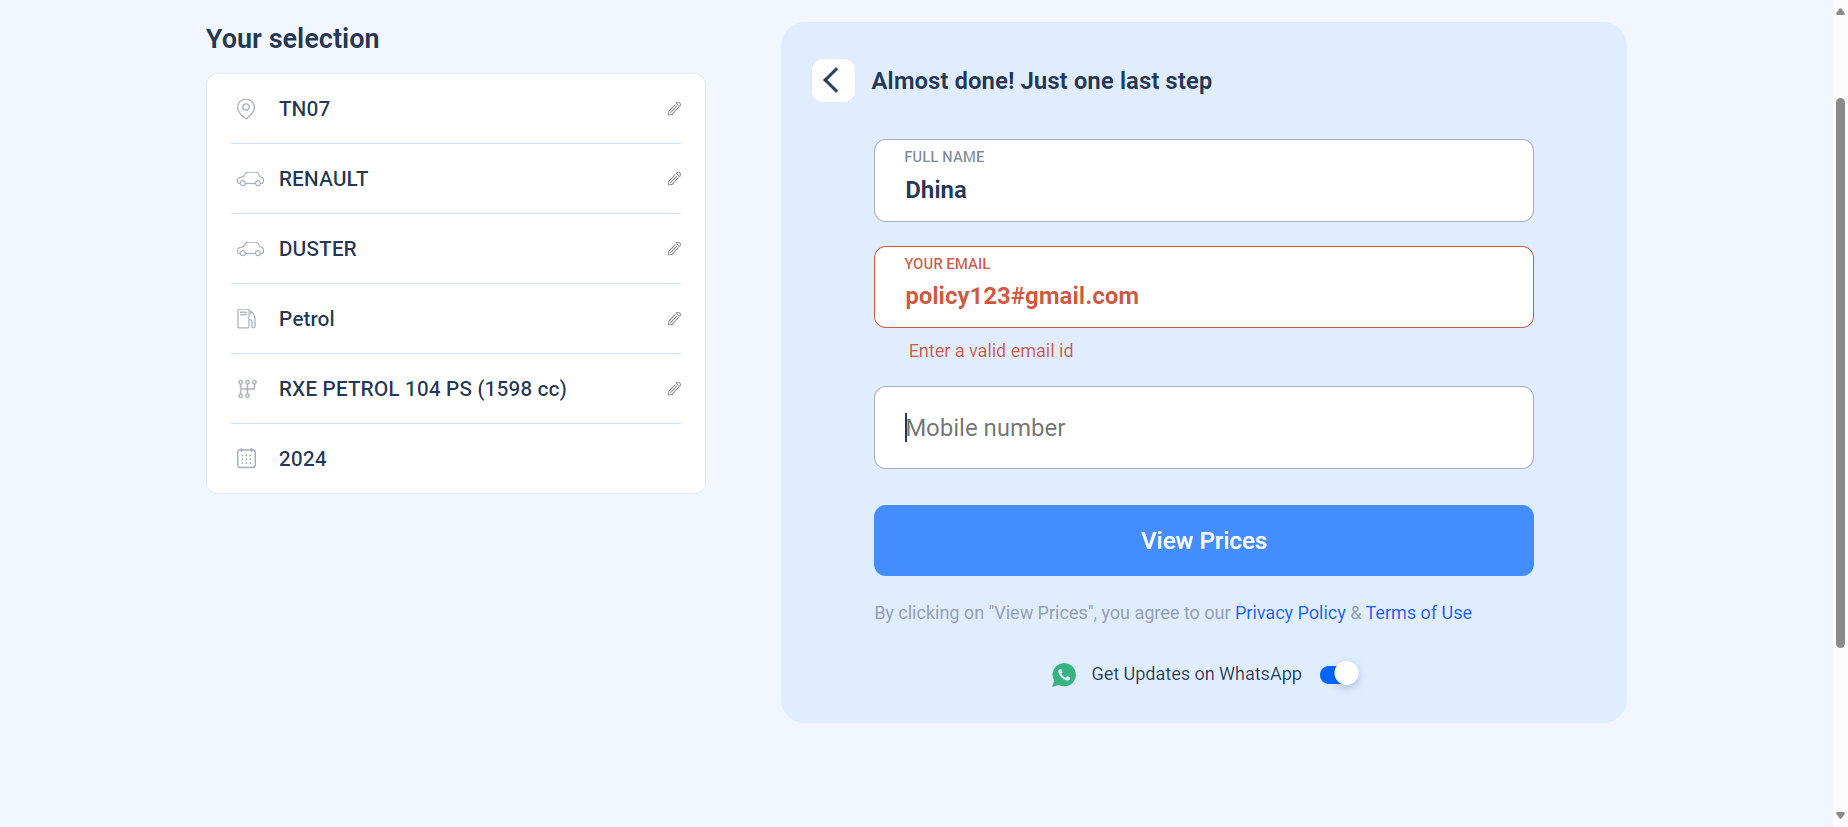 Your selection
TN07
RENAULT
DUSTER
Petrol
RXE PETROL 104 PS (1598 cc)
2024
Almost done! Just one last step
FULL NAME
Dhina
YOUR EMAIL
policy123#gmail.com
Enter a valid email id
Mobile number
View Prices
By clicking on "View Prices", you agree to our Privacy Policy & Terms of Use
Get Updates on WhatsApp